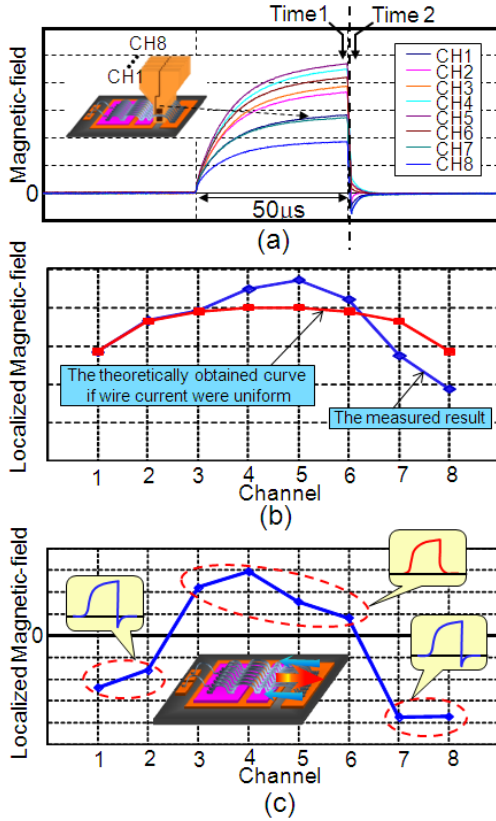 Time1 Time 2
CH8
CH1
CH1
CH2
CH3
CH4
CH5
CH6
CH7
CH8
Magnetic-field
0
50µs
(a)
Localized Magnetic-field
The theoretically obtained curve
if wire current were uniform
The measured result
1 2 3 4 5 6 7 8
Channel
(b)
Localized Magnetic-field
0
1 2 3 4 5 6 7 8
Channel
(c)